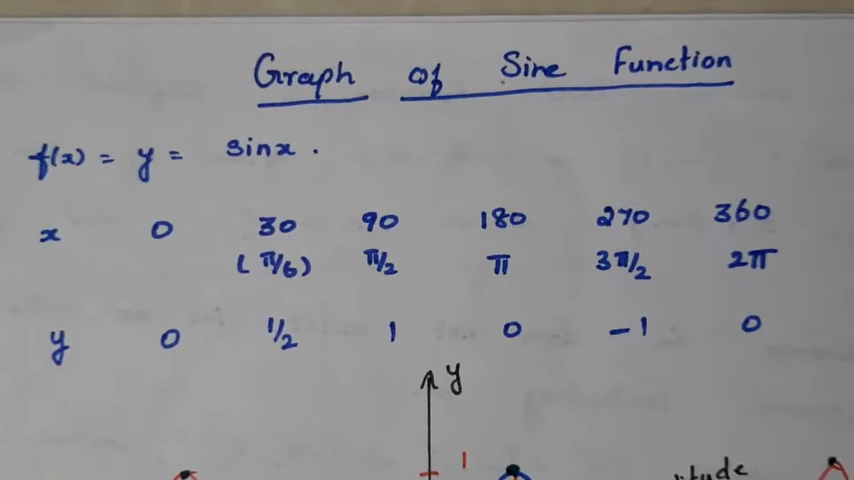 Graph of Sine Function
f(x) = y = sinx.
x 0 30 90 180 270 360
(π/6) π/2 π 3π/2 2π
y 0 1/2 1 0 -1 0
y
1